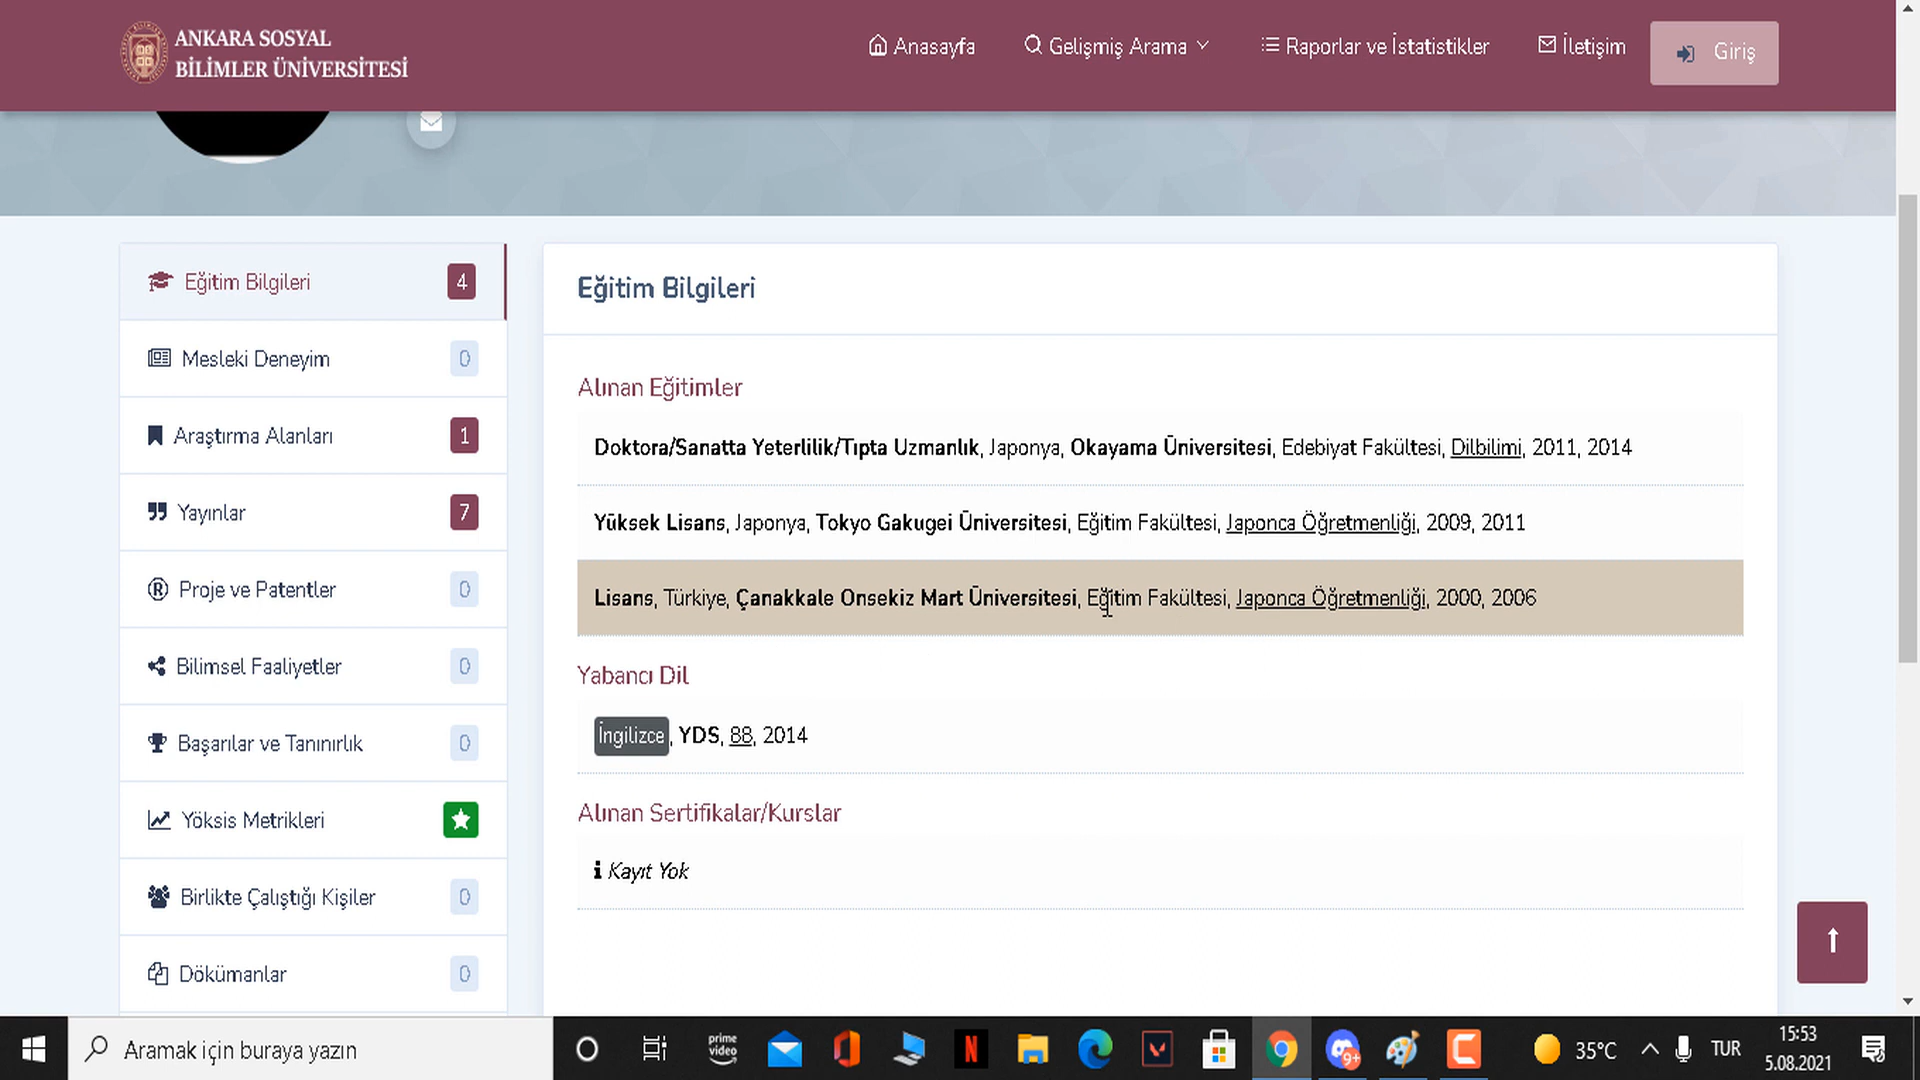 ANKARA SOSYAL
BİLİMLER ÜNİVERSİTESİ
Anasayfa
Gelişmiş Arama
Raporlar ve İstatistikler
İletişim
Giriş
Eğitim Bilgileri 4
Mesleki Deneyim 0
Araştırma Alanları 1
Yayınlar 7
Proje ve Patentler 0
Bilimsel Faaliyetler 0
Başarılar ve Tanınırlık 0
Yöksis Metrikleri
Birlikte Çalıştığı Kişiler 0
Dökümanlar 0
Eğitim Bilgileri
Alınan Eğitimler
Doktora/Sanatta Yeterlilik/Tıpta Uzmanlık, Japonya, Okayama Üniversitesi, Edebiyat Fakültesi, Dilbilimi, 2011, 2014
Yüksek Lisans, Japonya, Tokyo Gakugei Üniversitesi, Eğitim Fakültesi, Japonca Öğretmenliği, 2009, 2011
Lisans, Türkiye, Çanakkale Onsekiz Mart Üniversitesi, Eğitim Fakültesi, Japonca Öğretmenliği, 2000, 2006
Yabancı Dil
İngilizce, YDS, 88, 2014
Alınan Sertifikalar/Kurslar
Kayıt Yok
Aramak için buraya yazın
prime
video
N
9+
35°C
TUR
15:53
5.08.2021